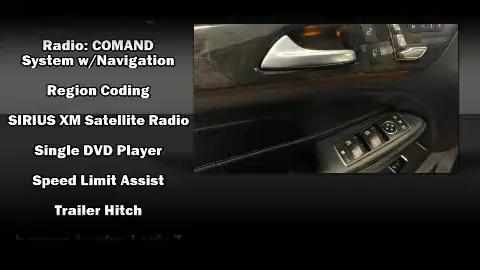 Radio: COMAND
System w/Navigation
Region Coding
SIRIUS XM Satellite Radio
Single DVD Player
Speed Limit Assist
Trailer Hitch